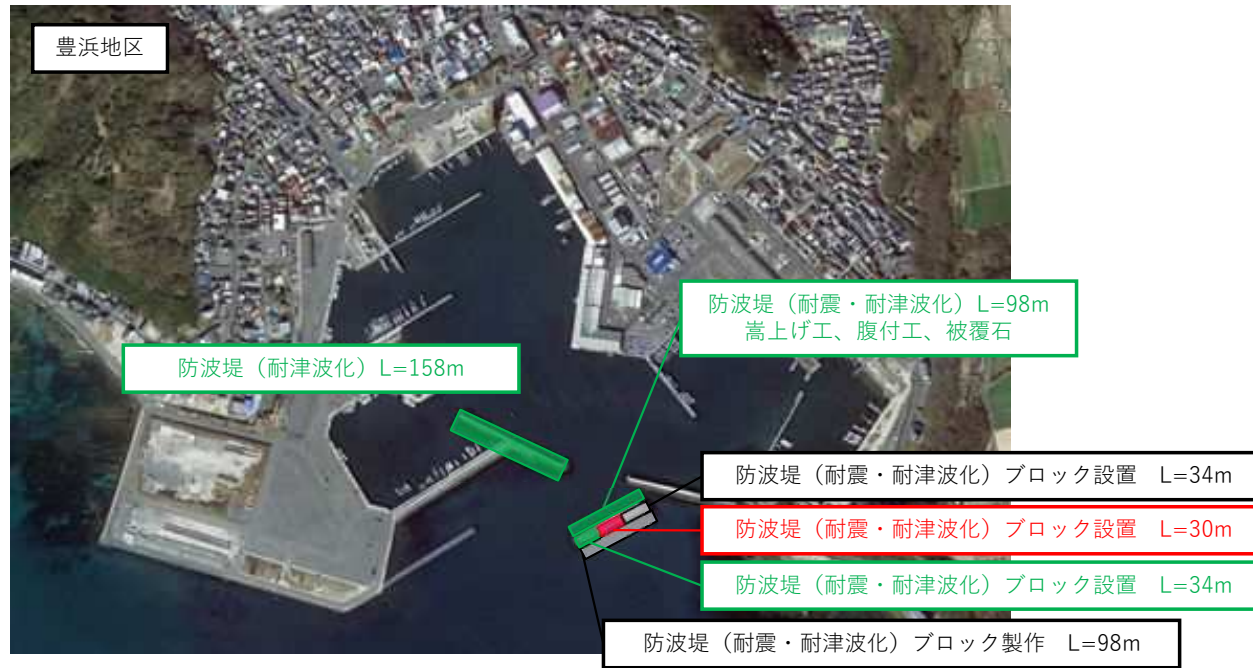 豊浜地区
防波堤（耐震・耐津波化）L=98m
嵩上げ工、腹付工、被覆石
防波堤（耐津波化）L=158m
防波堤（耐震・耐津波化）ブロック設置　L=34m
防波堤（耐震・耐津波化）ブロック設置　L=30m
防波堤（耐震・耐津波化）ブロック設置　L=34m
防波堤（耐震・耐津波化）ブロック製作　L=98m